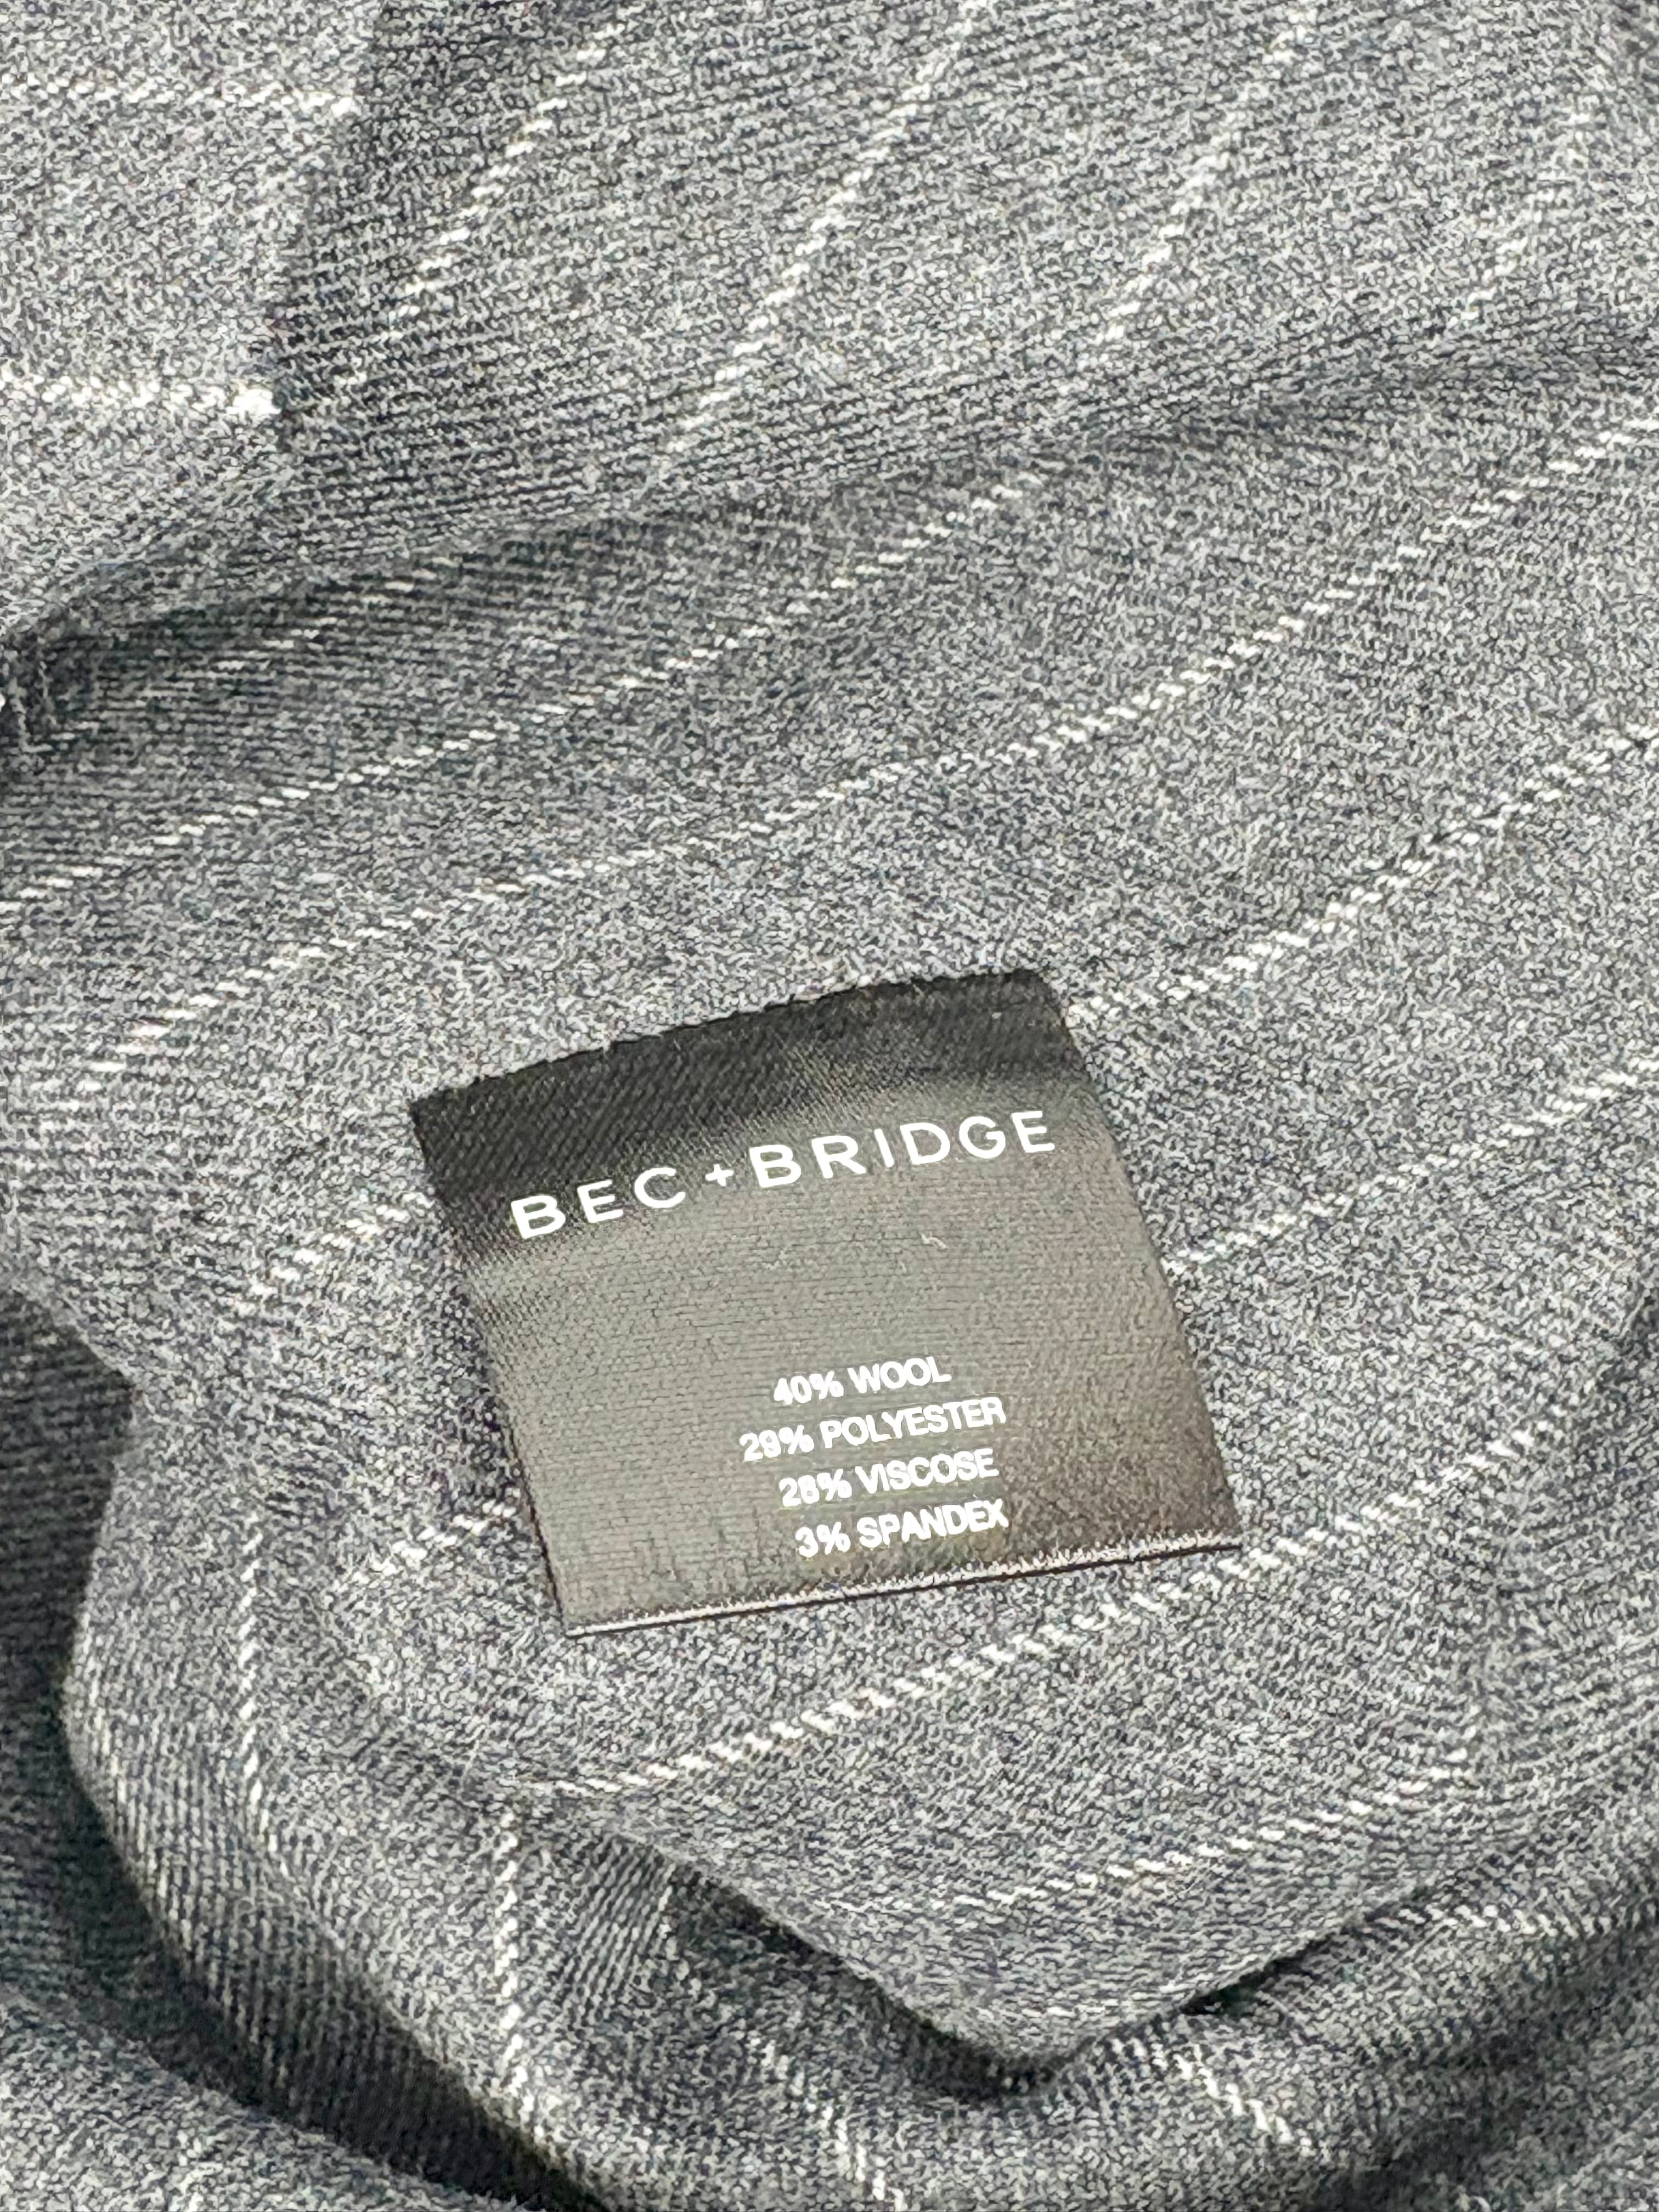 BEC + BRIDGE
40% WOOL
29% POLYESTER
28% VISCOSE
3% SPANDEX